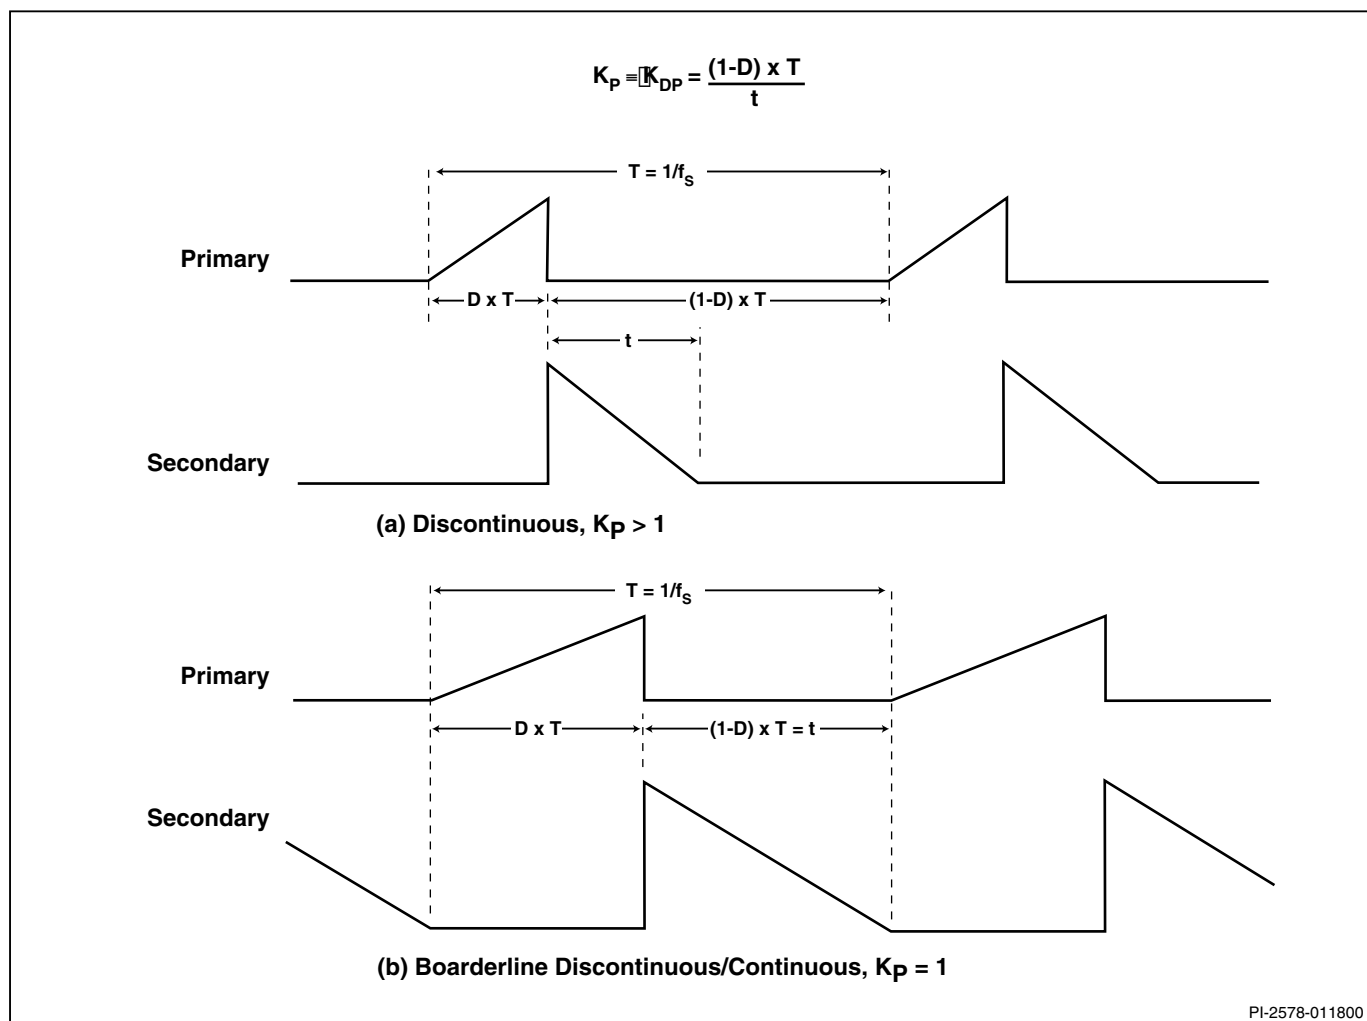 K_P ≡ K_DP = (1-D) x T / t
T = 1/f_S
Primary
D x T
(1-D) x T
t
Secondary
(a) Discontinuous, K_P > 1
T = 1/f_S
Primary
D x T
(1-D) x T = t
Secondary
(b) Boarderline Discontinuous/Continuous, K_P = 1
PI-2578-011800